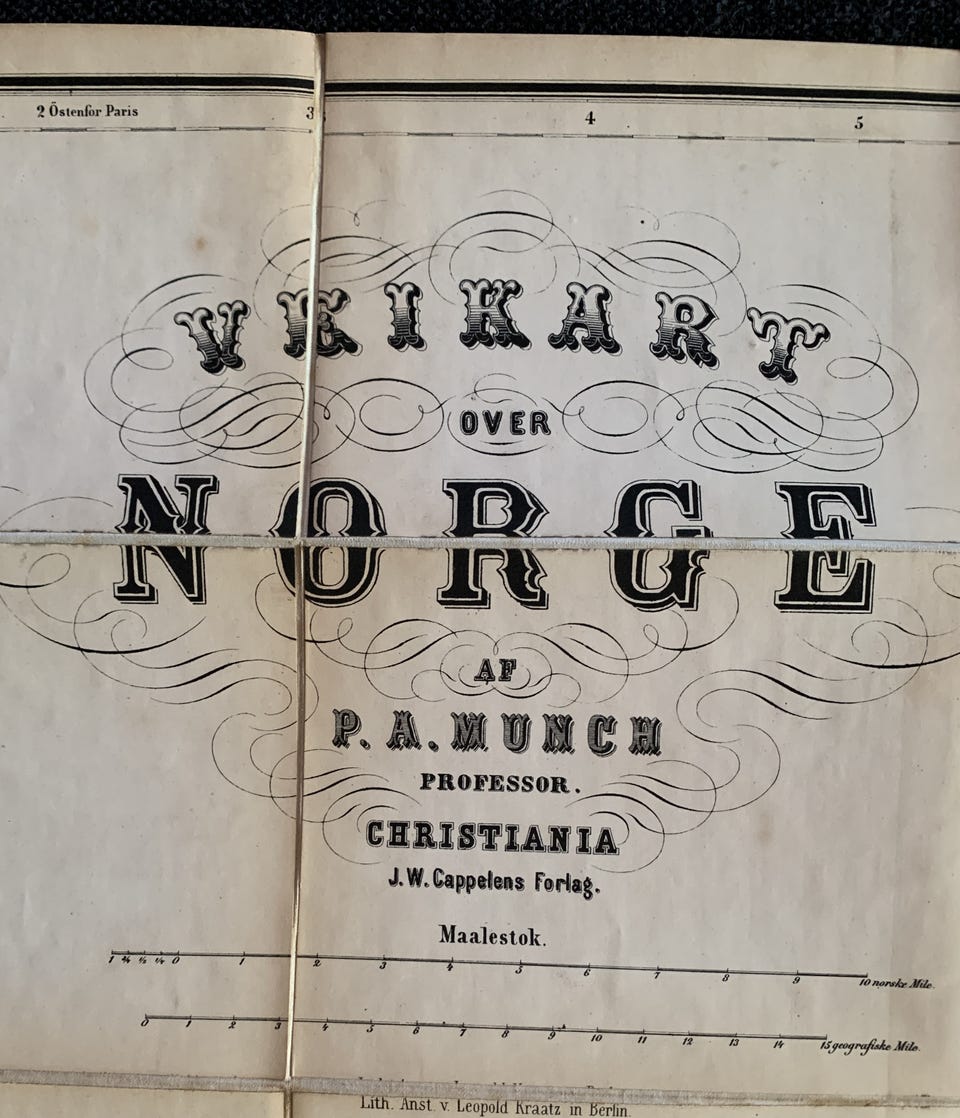 2 Östenfor Paris 3 4 5
VEIKART
OVER
NORGE
AF
P. A. MUNCH
PROFESSOR.
CHRISTIANIA
J. W. Cappelens Forlag.
Maalestok.
1 ¾ ½ ¼ 0 1 2 3 4 5 6 7 8 9 10 norske Mile.
0 1 2 3 4 5 6 7 8 9 10 11 12 13 14 15 geografiske Mile.
Lith. Anst. v. Leopold Kraatz in Berlin.